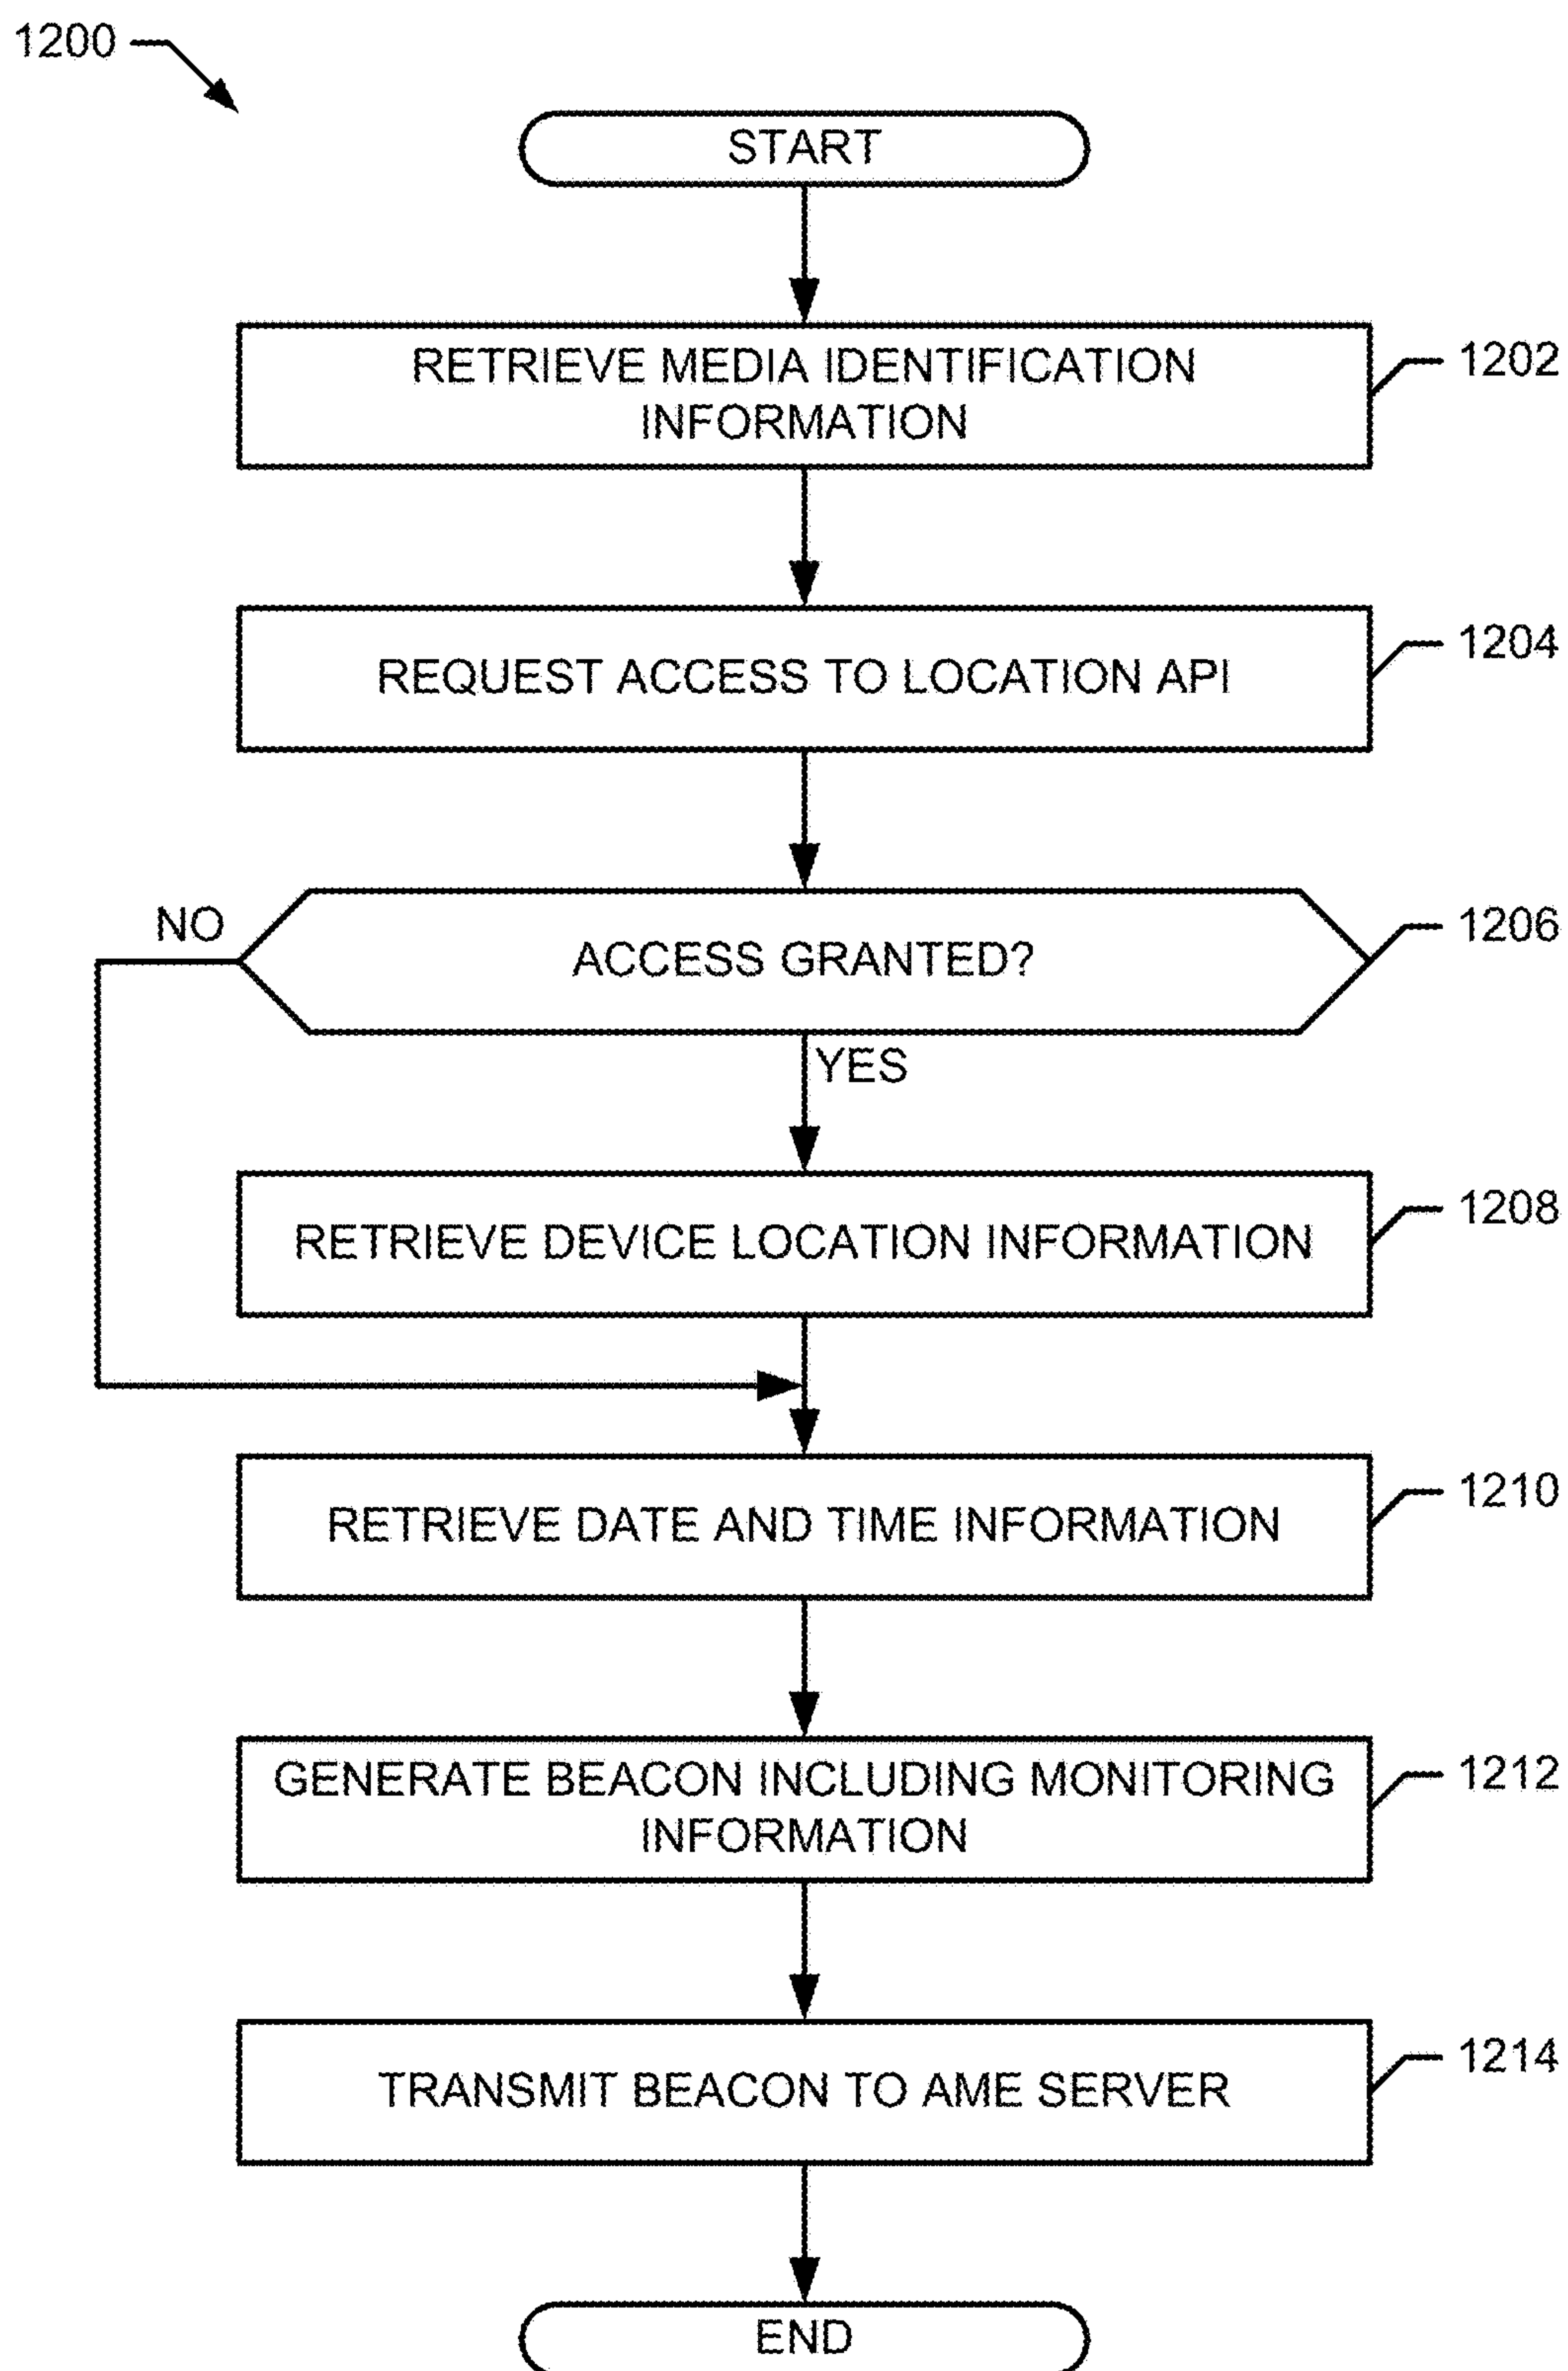 1200
START
RETRIEVE MEDIA IDENTIFICATION
INFORMATION
1202
REQUEST ACCESS TO LOCATION API
1204
NO
ACCESS GRANTED?
1206
YES
RETRIEVE DEVICE LOCATION INFORMATION
1208
RETRIEVE DATE AND TIME INFORMATION
1210
GENERATE BEACON INCLUDING MONITORING
INFORMATION
1212
TRANSMIT BEACON TO AME SERVER
1214
END